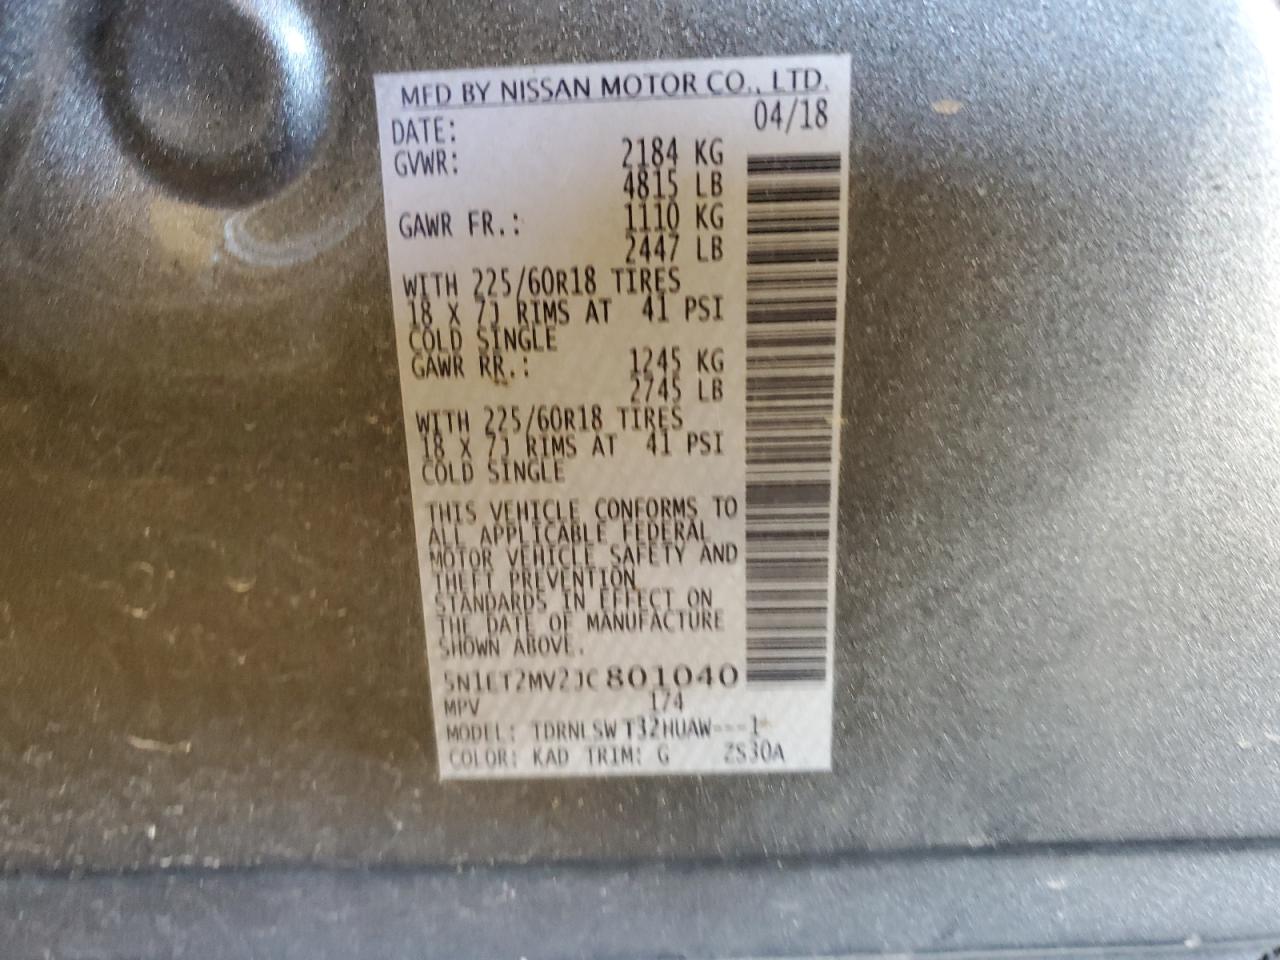 MFD BY NISSAN MOTOR CO., LTD.
DATE: 04/18
GVWR: 2184 KG
4815 LB
GAWR FR.: 1110 KG
2447 LB
WITH 225/60R18 TIRES
18 X 7J RIMS AT 41 PSI
COLD SINGLE
GAWR RR.: 1245 KG
2745 LB
WITH 225/60R18 TIRES
18 X 7J RIMS AT 41 PSI
COLD SINGLE
THIS VEHICLE CONFORMS TO
ALL APPLICABLE FEDERAL
MOTOR VEHICLE SAFETY AND
THEFT PREVENTION
STANDARDS IN EFFECT ON
THE DATE OF MANUFACTURE
SHOWN ABOVE.
5N1ET2MV2JC801040
MPV 174
MODEL: TDRNLSW T32HUAW---1
COLOR: KAD TRIM: G ZS30A